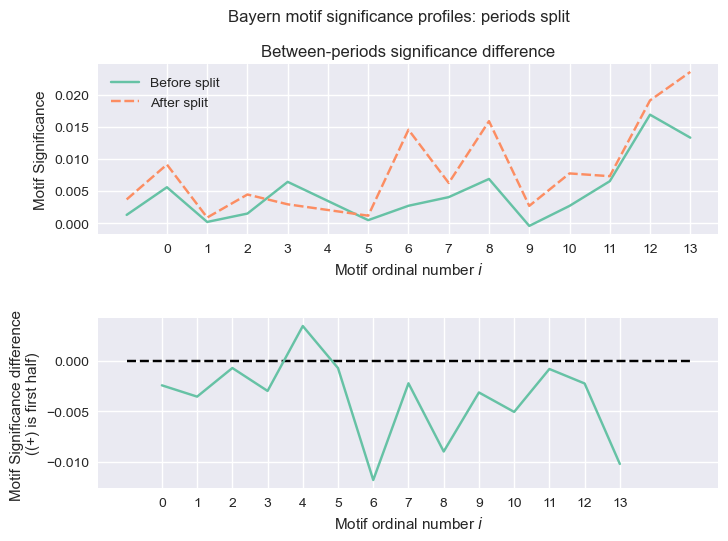 Bayern motif significance profiles: periods split
Between-periods significance difference
Before split
After split
Motif Significance
0.020
0.015
0.010
0.005
0.000
0 1 2 3 4 5 6 7 8 9 10 11 12 13
Motif ordinal number i
Motif Significance difference
((+) is first half)
0.000
−0.005
−0.010
0 1 2 3 4 5 6 7 8 9 10 11 12 13
Motif ordinal number i